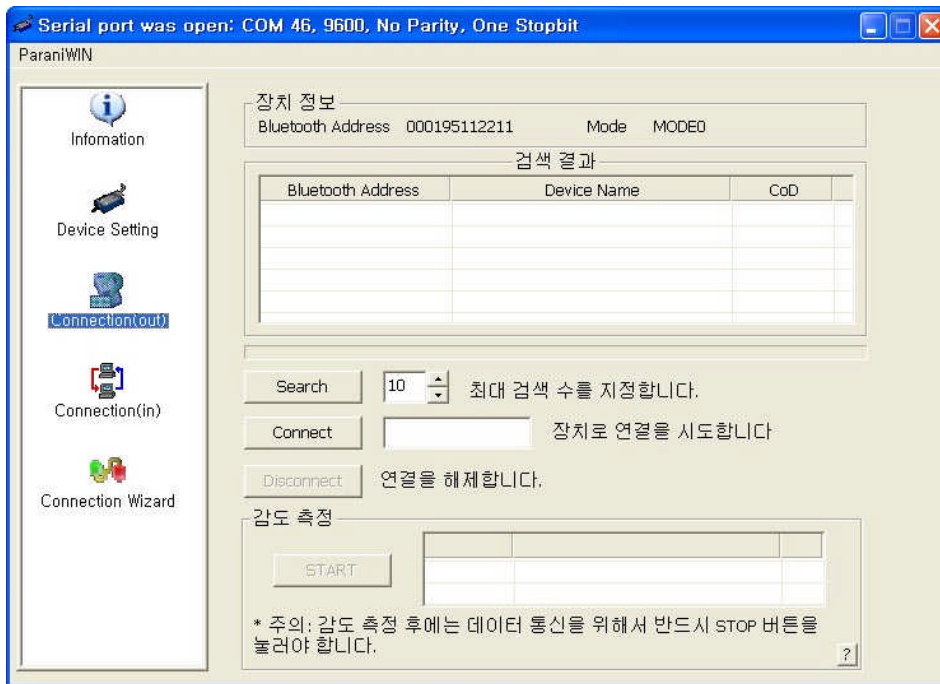 Serial port was open: COM 46, 9600, No Parity, One Stopbit
ParaniWIN
Infomation
Device Setting
Connection(out)
Connection(in)
Connection Wizard
장치 정보
Bluetooth Address 000195112211 Mode MODE0
검색 결과
Bluetooth Address Device Name CoD
Search 10 최대 검색 수를 지정합니다.
Connect 장치로 연결을 시도합니다
Disconnect 연결을 해제합니다.
감도 측정
START
* 주의: 감도 측정 후에는 데이터 통신을 위해서 반드시 STOP 버튼을
눌러야 합니다.
?